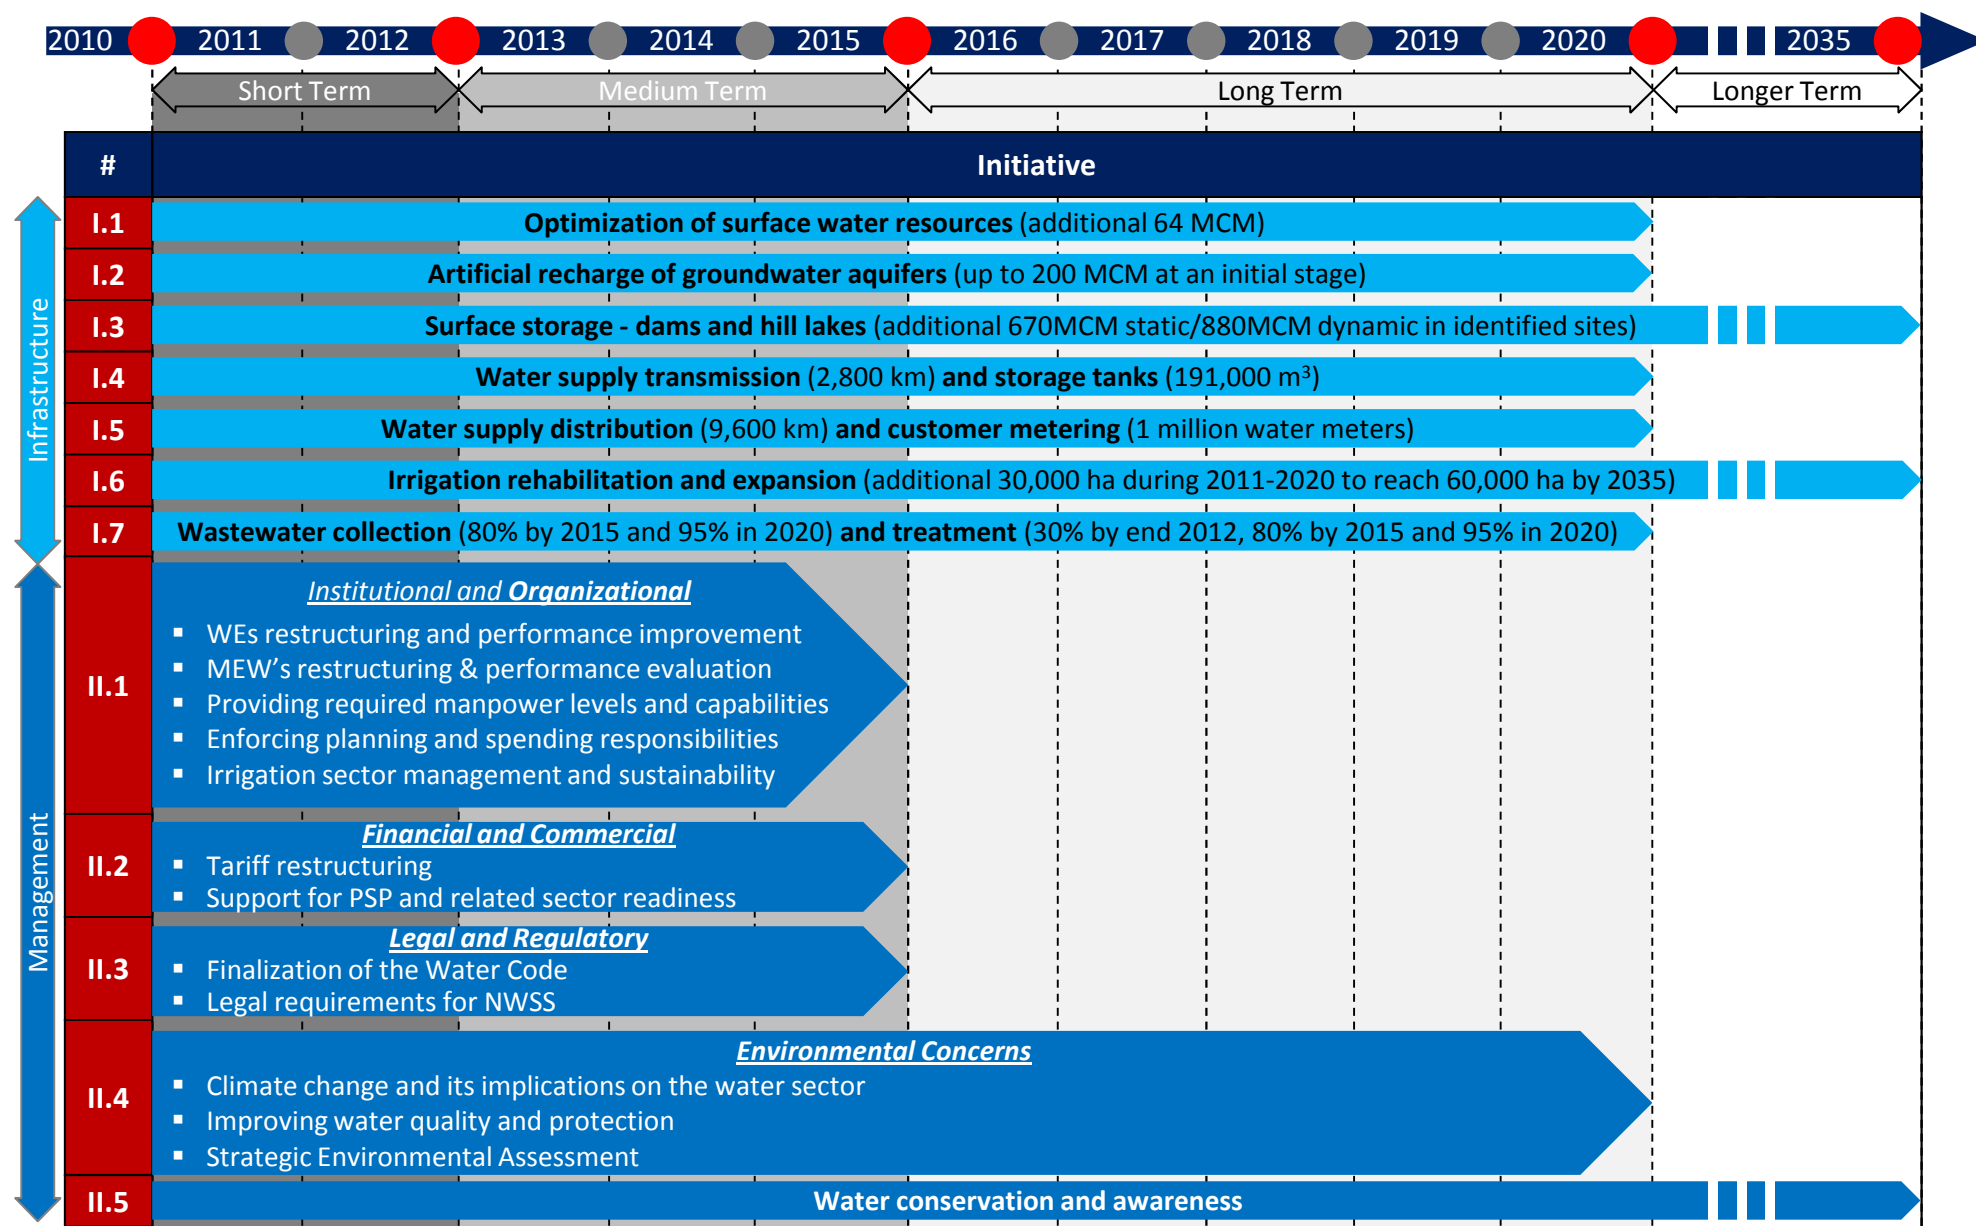 2010 2011 2012 2013 2014 2015 2016 2017 2018 2019 2020 2035
Short Term Medium Term Long Term Longer Term
# Initiative
Infrastructure
I.1 Optimization of surface water resources (additional 64 MCM)
I.2 Artificial recharge of groundwater aquifers (up to 200 MCM at an initial stage)
I.3 Surface storage - dams and hill lakes (additional 670MCM static/880MCM dynamic in identified sites)
I.4 Water supply transmission (2,800 km) and storage tanks (191,000 m³)
I.5 Water supply distribution (9,600 km) and customer metering (1 million water meters)
I.6 Irrigation rehabilitation and expansion (additional 30,000 ha during 2011-2020 to reach 60,000 ha by 2035)
I.7 Wastewater collection (80% by 2015 and 95% in 2020) and treatment (30% by end 2012, 80% by 2015 and 95% in 2020)
Management
II.1
Institutional and Organizational
▪ WEs restructuring and performance improvement
▪ MEW's restructuring & performance evaluation
▪ Providing required manpower levels and capabilities
▪ Enforcing planning and spending responsibilities
▪ Irrigation sector management and sustainability
II.2
Financial and Commercial
▪ Tariff restructuring
▪ Support for PSP and related sector readiness
II.3
Legal and Regulatory
▪ Finalization of the Water Code
▪ Legal requirements for NWSS
II.4
Environmental Concerns
▪ Climate change and its implications on the water sector
▪ Improving water quality and protection
▪ Strategic Environmental Assessment
II.5 Water conservation and awareness